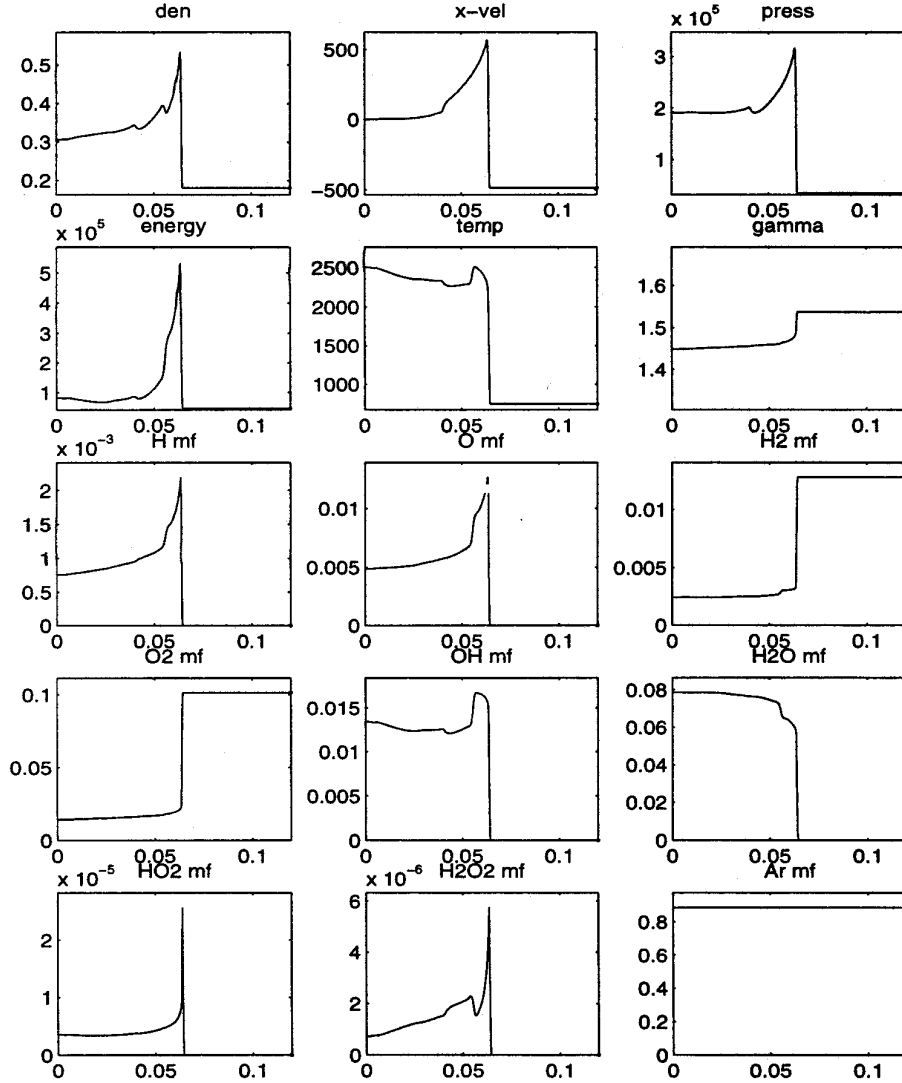 den x−vel press
x 10^5
0.5 0.4 0.3 0.2
500 0 −500
3 2 1
0 0.05 0.1 0 0.05 0.1 0 0.05 0.1
energy temp gamma
x 10^5
5 4 3 2 1
2500 2000 1500 1000
1.6 1.5 1.4
0 0.05 0.1 0 0.05 0.1 0 0.05 0.1
H mf O mf H2 mf
x 10^−3
2 1.5 1 0.5 0
0.01 0.005 0
0.01 0.005 0
0 0.05 0.1 0 0.05 0.1 0 0.05 0.1
O2 mf OH mf H2O mf
0.1 0.05 0
0.015 0.01 0.005 0
0.08 0.06 0.04 0.02 0
0 0.05 0.1 0 0.05 0.1 0 0.05 0.1
HO2 mf H2O2 mf Ar mf
x 10^−5 x 10^−6
2 1 0
6 4 2 0
0.8 0.6 0.4 0.2 0
0 0.05 0.1 0 0.05 0.1 0 0.05 0.1